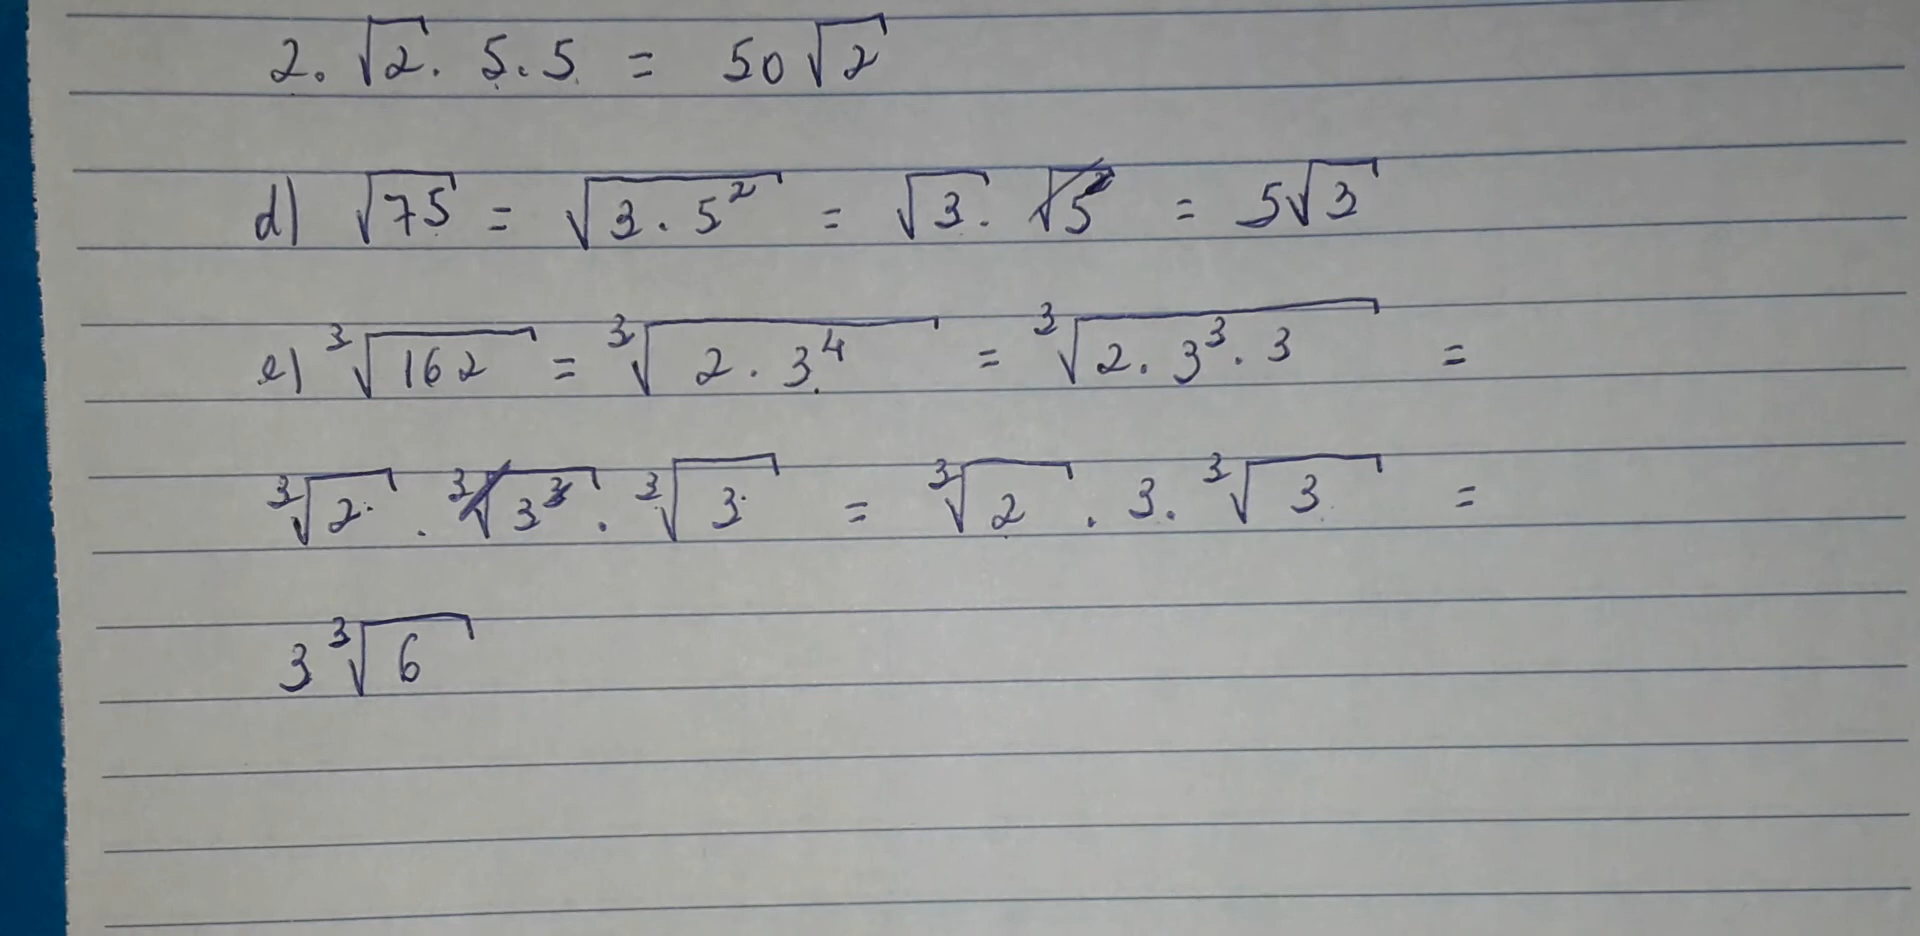 2. √2 . 5.5 = 50 √2
d) √75 = √3 . 5² = √3 . √5² = 5√3
e) ³√162 = ³√2 . 3⁴ = ³√2 . 3³ . 3 =
³√2 . ³√3³ . ³√3 = ³√2 . 3 . ³√3 =
3 ³√6